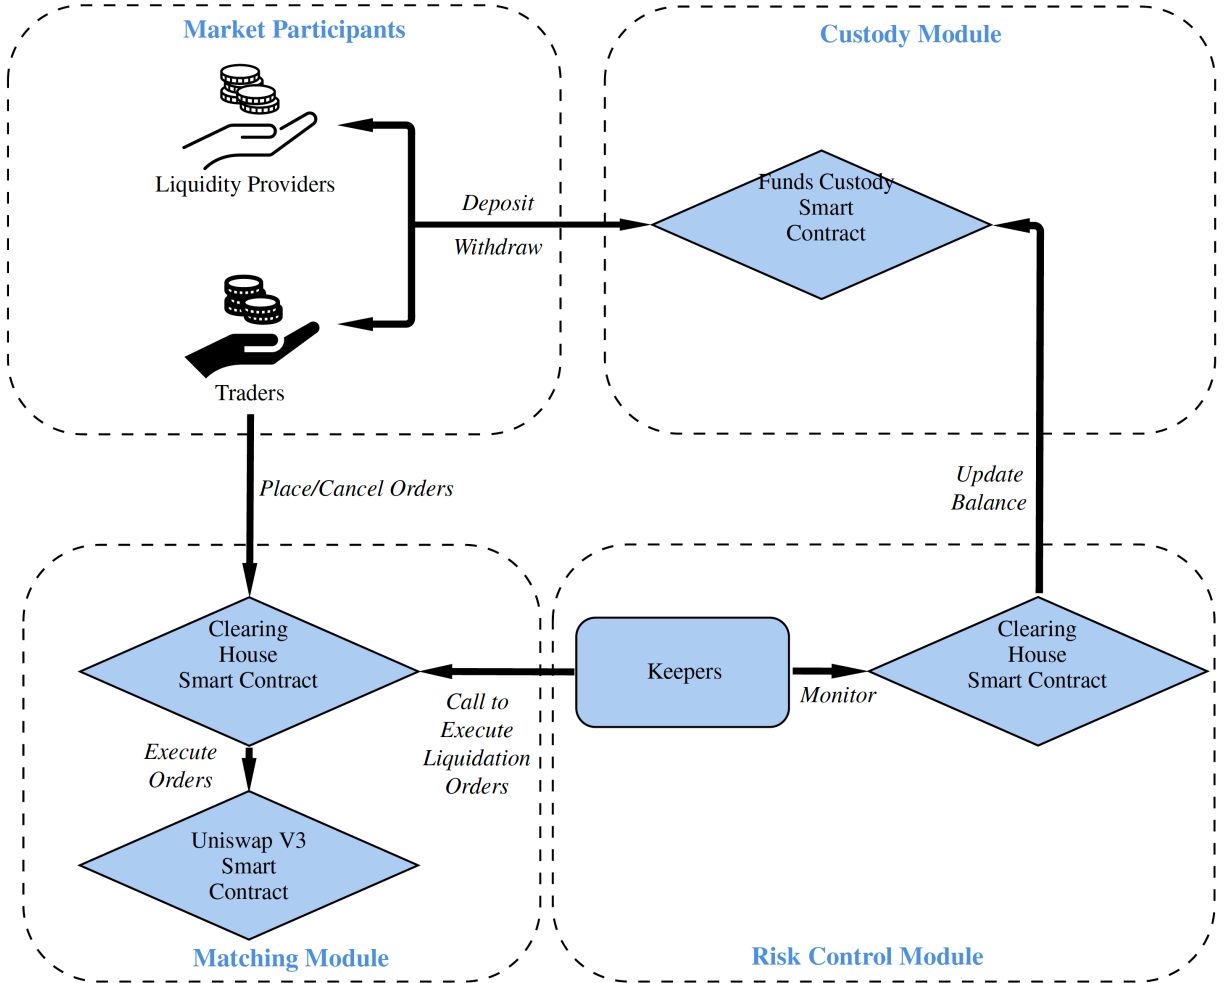 Market Participants
Liquidity Providers
Traders
Deposit
Withdraw
Custody Module
Funds Custody
Smart
Contract
Place/Cancel Orders
Update
Balance
Clearing
House
Smart Contract
Execute
Orders
Uniswap V3
Smart
Contract
Matching Module
Call to
Execute
Liquidation
Orders
Keepers
Monitor
Clearing
House
Smart Contract
Risk Control Module